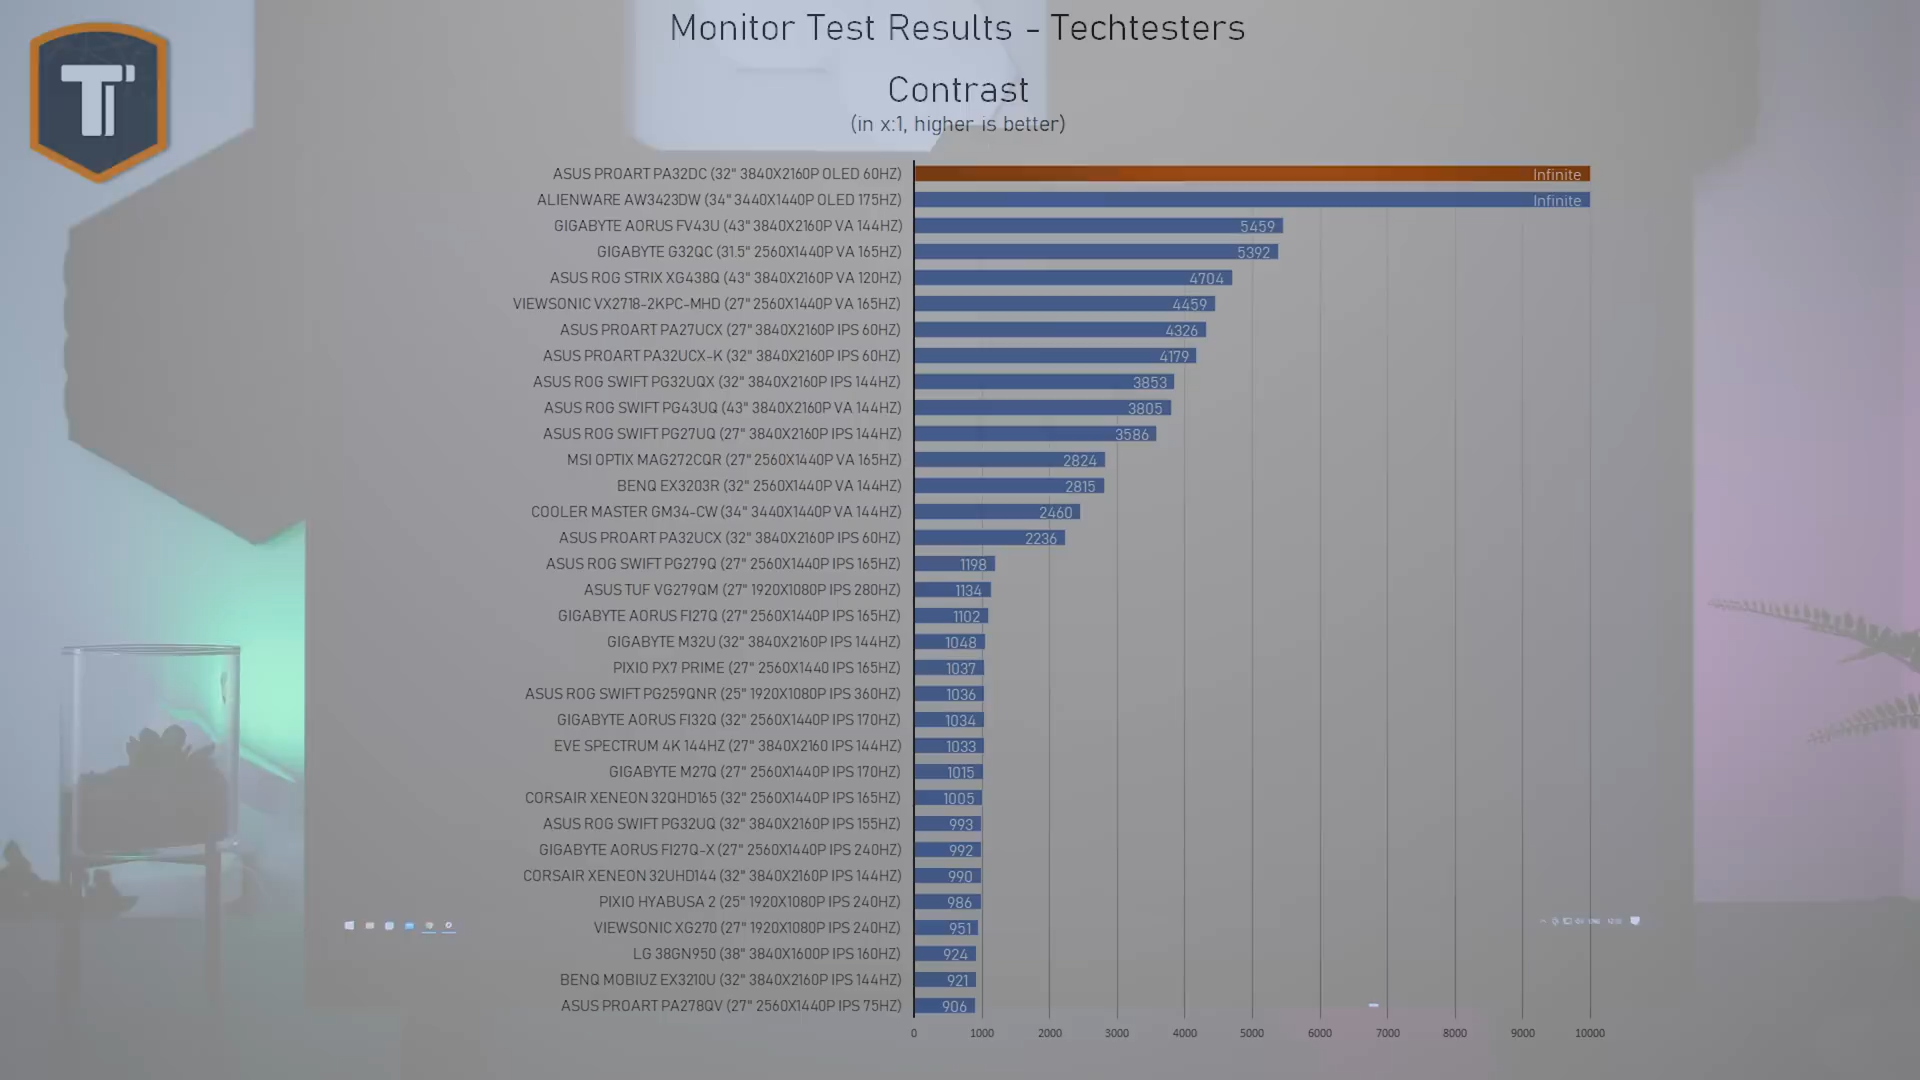 Monitor Test Results - Techtesters
Contrast
(in x:1, higher is better)
ASUS PROART PA32DC (32" 3840X2160P OLED 60HZ) Infinite
ALIENWARE AW3423DW (34" 3440X1440P OLED 175HZ) Infinite
GIGABYTE AORUS FV43U (43" 3840X2160P VA 144HZ) 5459
GIGABYTE G32QC (31.5" 2560X1440P VA 165HZ) 5392
ASUS ROG STRIX XG438Q (43" 3840X2160P VA 120HZ) 4704
VIEWSONIC VX2718-2KPC-MHD (27" 2560X1440P VA 165HZ) 4459
ASUS PROART PA27UCX (27" 3840X2160P IPS 60HZ) 4326
ASUS PROART PA32UCX-K (32" 3840X2160P IPS 60HZ) 4179
ASUS ROG SWIFT PG32UQX (32" 3840X2160P IPS 144HZ) 3853
ASUS ROG SWIFT PG43UQ (43" 3840X2160P VA 144HZ) 3805
ASUS ROG SWIFT PG27UQ (27" 3840X2160P IPS 144HZ) 3586
MSI OPTIX MAG272CQR (27" 2560X1440P VA 165HZ) 2824
BENQ EX3203R (32" 2560X1440P VA 144HZ) 2815
COOLER MASTER GM34-CW (34" 3440X1440P VA 144HZ) 2460
ASUS PROART PA32UCX (32" 3840X2160P IPS 60HZ) 2236
ASUS ROG SWIFT PG279Q (27" 2560X1440P IPS 165HZ) 1198
ASUS TUF VG279QM (27" 1920X1080P IPS 280HZ) 1134
GIGABYTE AORUS FI27Q (27" 2560X1440P IPS 165HZ) 1102
GIGABYTE M32U (32" 3840X2160P IPS 144HZ) 1048
PIXIO PX7 PRIME (27" 2560X1440 IPS 165HZ) 1037
ASUS ROG SWIFT PG259QNR (25" 1920X1080P IPS 360HZ) 1036
GIGABYTE AORUS FI32Q (32" 2560X1440P IPS 170HZ) 1034
EVE SPECTRUM 4K 144HZ (27" 3840X2160 IPS 144HZ) 1033
GIGABYTE M27Q (27" 2560X1440P IPS 170HZ) 1015
CORSAIR XENEON 32QHD165 (32" 2560X1440P IPS 165HZ) 1005
ASUS ROG SWIFT PG32UQ (32" 3840X2160P IPS 155HZ) 993
GIGABYTE AORUS FI27Q-X (27" 2560X1440P IPS 240HZ) 992
CORSAIR XENEON 32UHD144 (32" 3840X2160P IPS 144HZ) 990
PIXIO HYABUSA 2 (25" 1920X1080P IPS 240HZ) 986
VIEWSONIC XG270 (27" 1920X1080P IPS 240HZ) 951
LG 38GN950 (38" 3840X1600P IPS 160HZ) 924
BENQ MOBIUZ EX3210U (32" 3840X2160P IPS 144HZ) 921
ASUS PROART PA278QV (27" 2560X1440P IPS 75HZ) 906
0 1000 2000 3000 4000 5000 6000 7000 8000 9000 10000